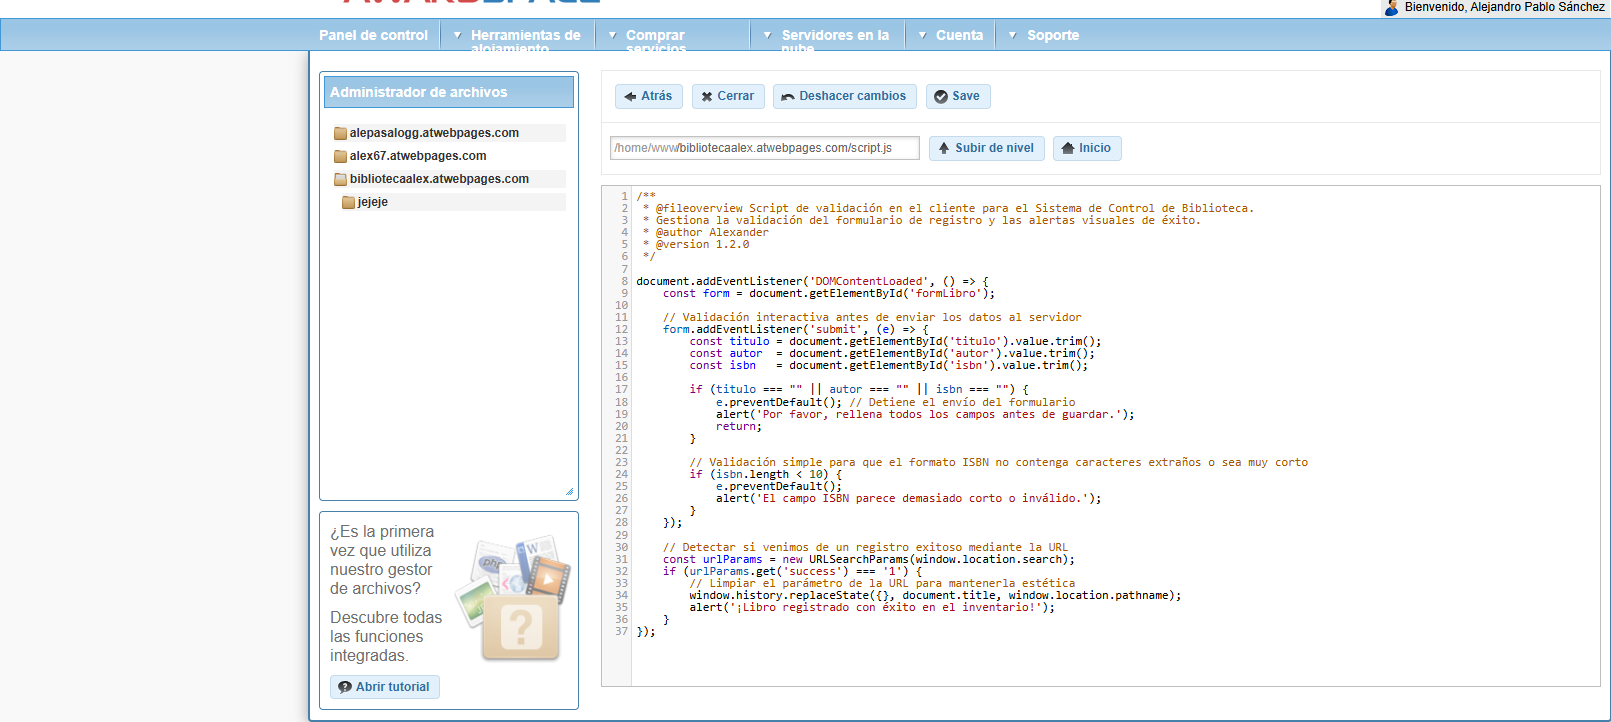 Bienvenido, Alejandro Pablo Sánchez
Panel de control
Herramientas de alojamiento
Comprar servicios
Servidores en la nube
Cuenta
Soporte
Administrador de archivos
alepasalogg.atwebpages.com
alex67.atwebpages.com
bibliotecaalex.atwebpages.com
jejeje
¿Es la primera
vez que utiliza
nuestro gestor
de archivos?
Descubre todas
las funciones
integradas.
Abrir tutorial
Atrás
Cerrar
Deshacer cambios
Save
/home/www/bibliotecaalex.atwebpages.com/script.js
Subir de nivel
Inicio
1 /**
2  * @fileoverview Script de validación en el cliente para el Sistema de Control de Biblioteca.
3  * Gestiona la validación del formulario de registro y las alertas visuales de éxito.
4  * @author Alexander
5  * @version 1.2.0
6  */
7
8 document.addEventListener('DOMContentLoaded', () => {
9     const form = document.getElementById('formLibro');
10
11     // Validación interactiva antes de enviar los datos al servidor
12     form.addEventListener('submit', (e) => {
13         const titulo = document.getElementById('titulo').value.trim();
14         const autor  = document.getElementById('autor').value.trim();
15         const isbn   = document.getElementById('isbn').value.trim();
16
17         if (titulo === "" || autor === "" || isbn === "") {
18             e.preventDefault(); // Detiene el envío del formulario
19             alert('Por favor, rellena todos los campos antes de guardar.');
20             return;
21         }
22
23         // Validación simple para que el formato ISBN no contenga caracteres extraños o sea muy corto
24         if (isbn.length < 10) {
25             e.preventDefault();
26             alert('El campo ISBN parece demasiado corto o inválido.');
27         }
28     });
29
30     // Detectar si venimos de un registro exitoso mediante la URL
31     const urlParams = new URLSearchParams(window.location.search);
32     if (urlParams.get('success') === '1') {
33         // Limpiar el parámetro de la URL para mantenerla estética
34         window.history.replaceState({}, document.title, window.location.pathname);
35         alert('¡Libro registrado con éxito en el inventario!');
36     }
37 });